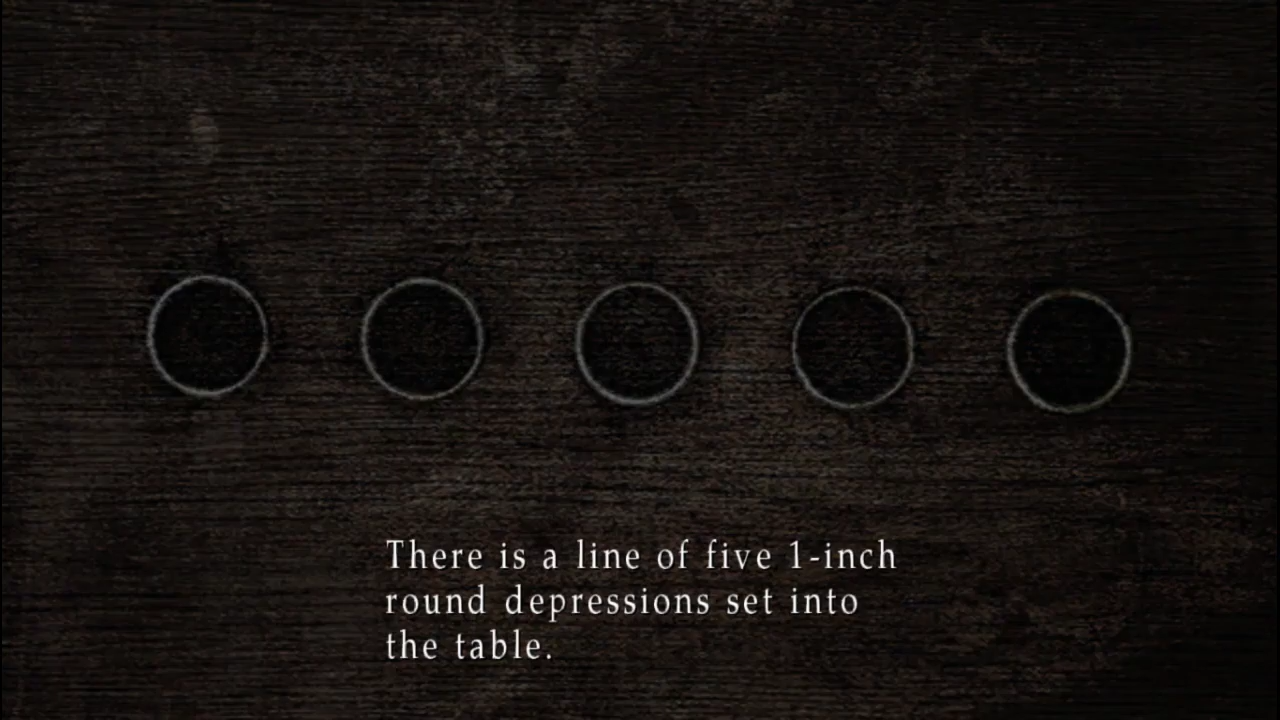 There is a line of five 1-inch
round depressions set into
the table.